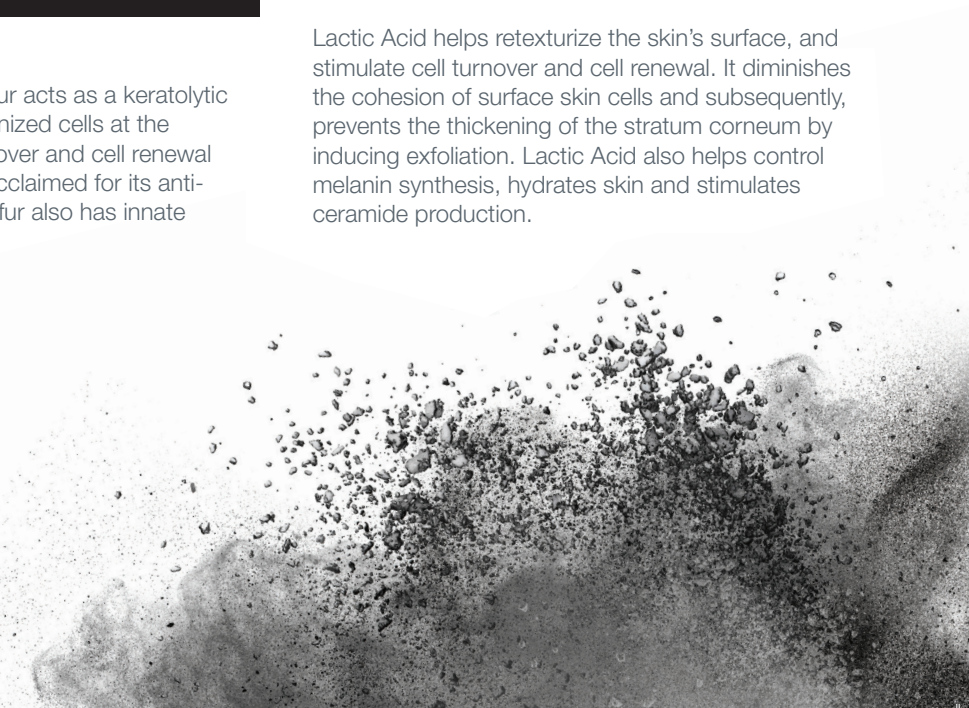 ur acts as a keratolytic
nized cells at the
over and cell renewal
cclaimed for its anti-
fur also has innate
Lactic Acid helps retexturize the skin’s surface, and
stimulate cell turnover and cell renewal. It diminishes
the cohesion of surface skin cells and subsequently,
prevents the thickening of the stratum corneum by
inducing exfoliation. Lactic Acid also helps control
melanin synthesis, hydrates skin and stimulates
ceramide production.